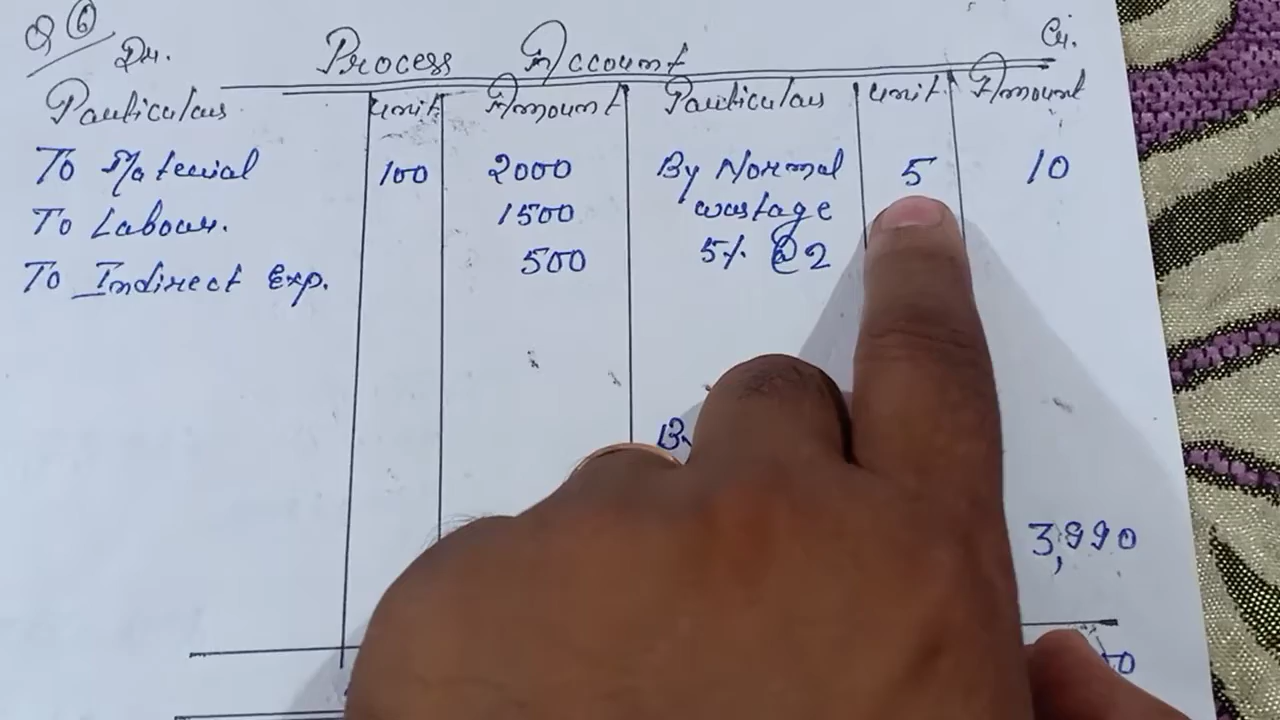 Q 6
Dr. Process Account Cr.
Particulars unit Amount Particulars unit Amount
To Material 100 2000 By Normal 5 10
To Labour. 1500 wastage
To Indirect Exp. 500 5% @2
3,990